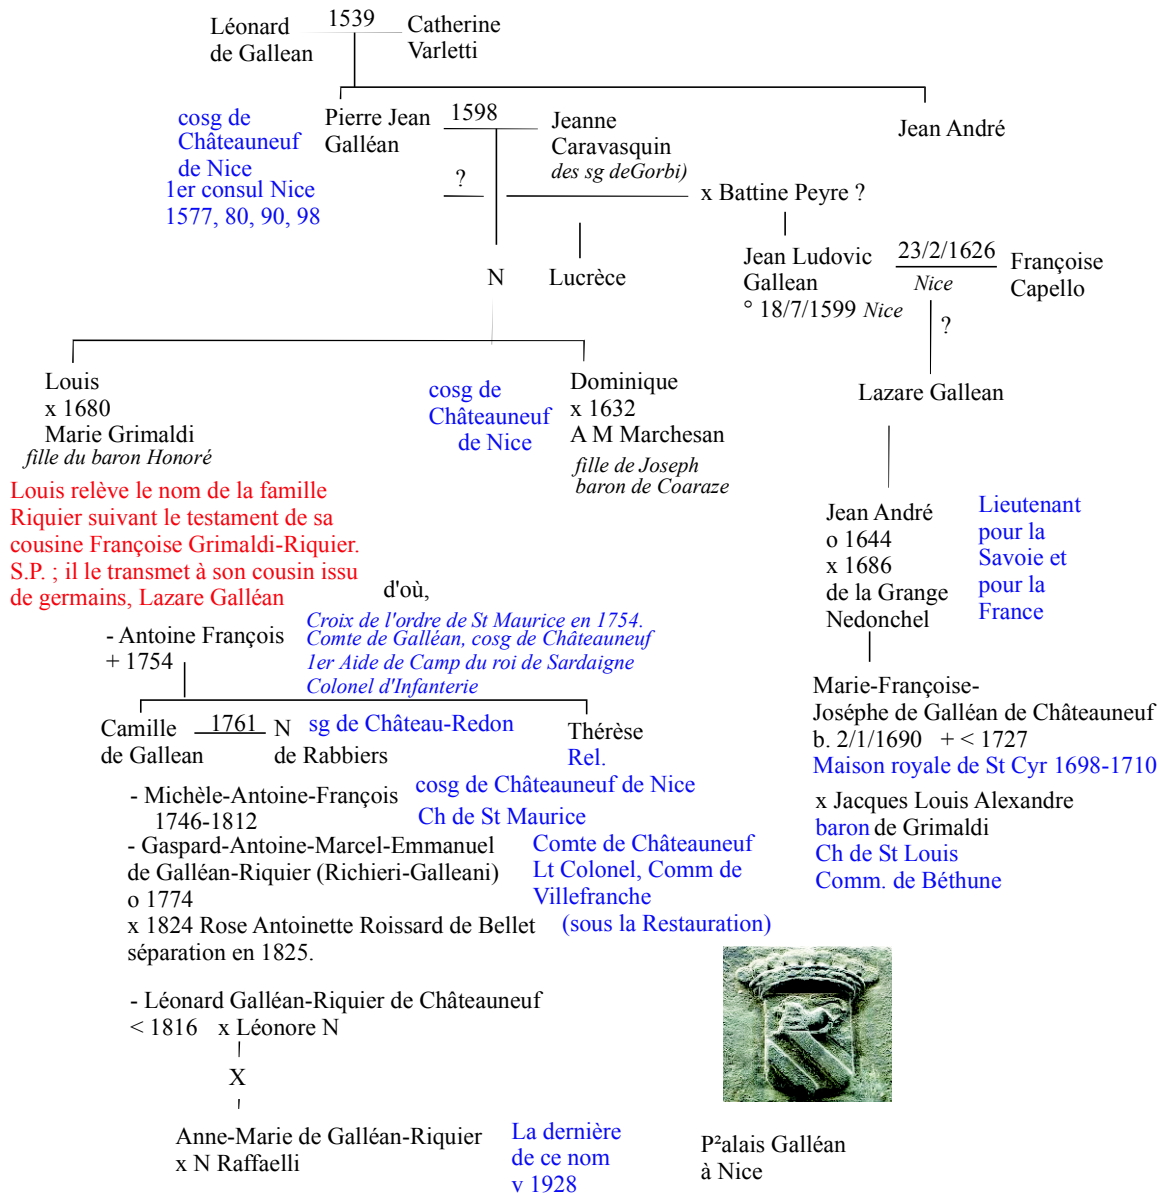 Léonard
de Gallean
1539
Catherine
Varletti
cosg de
Châteauneuf
de Nice
1er consul Nice
1577, 80, 90, 98
Pierre Jean
Galléan
1598
Jeanne
Caravasquin
des sg deGorbi)
Jean André
?
x Battine Peyre ?
N
Lucrèce
Jean Ludovic
Gallean
° 18/7/1599 Nice
23/2/1626
Nice
Françoise
Capello
?
Louis
x 1680
Marie Grimaldi
fille du baron Honoré
cosg de
Châteauneuf
de Nice
Dominique
x 1632
A M Marchesan
fille de Joseph
baron de Coaraze
Lazare Gallean
Louis relève le nom de la famille
Riquier suivant le testament de sa
cousine Françoise Grimaldi-Riquier.
S.P. ; il le transmet à son cousin issu
de germains, Lazare Galléan
Jean André
o 1644
x 1686
de la Grange
Nedonchel
Lieutenant
pour la
Savoie et
pour la
France
d'où,
- Antoine François
+ 1754
Croix de l'ordre de St Maurice en 1754.
Comte de Galléan, cosg de Châteauneuf
1er Aide de Camp du roi de Sardaigne
Colonel d'Infanterie
Camille
de Gallean
1761
N
de Rabbiers
sg de Château-Redon
Thérèse
Rel.
Marie-Françoise-
Joséphe de Galléan de Châteauneuf
b. 2/1/1690 + < 1727
Maison royale de St Cyr 1698-1710
x Jacques Louis Alexandre
baron de Grimaldi
Ch de St Louis
Comm. de Béthune
- Michèle-Antoine-François
1746-1812
cosg de Châteauneuf de Nice
Ch de St Maurice
- Gaspard-Antoine-Marcel-Emmanuel
de Galléan-Riquier (Richieri-Galleani)
o 1774
x 1824 Rose Antoinette Roissard de Bellet
séparation en 1825.
Comte de Châteauneuf
Lt Colonel, Comm de
Villefranche
(sous la Restauration)
- Léonard Galléan-Riquier de Châteauneuf
< 1816 x Léonore N
X
Anne-Marie de Galléan-Riquier
x N Raffaelli
La dernière
de ce nom
v 1928
P²alais Galléan
à Nice